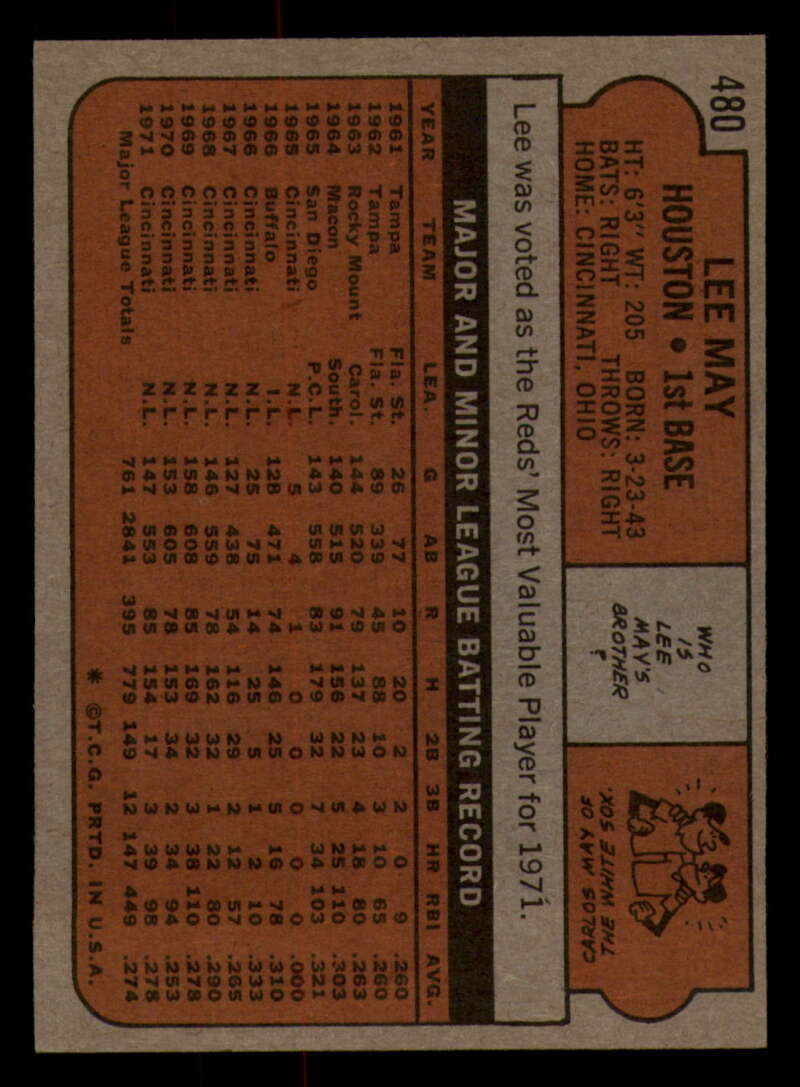 480
LEE MAY
HOUSTON • 1st BASE
HT: 6'3" WT: 205 BORN: 3-23-43
BATS: RIGHT THROWS: RIGHT
HOME: CINCINNATI, OHIO
WHO
IS
LEE
MAY'S
BROTHER
?
CARLOS MAY OF
THE WHITE SOX.
Lee was voted as the Reds' Most Valuable Player for 1971.
MAJOR AND MINOR LEAGUE BATTING RECORD
YEAR TEAM LEA. G AB R H 2B 3B HR RBI AVG.
1961 Tampa Fla. St. 26 77 10 20 2 2 0 9 .260
1962 Tampa Fla. St. 89 339 45 88 10 3 10 65 .260
1963 Rocky Mount Carol. 144 520 79 137 23 4 18 80 .263
1964 Macon South. 140 515 91 156 22 5 25 110 .303
1965 San Diego P.C.L. 143 558 83 179 32 7 34 103 .321
1965 Cincinnati N.L. 5 4 1 0 0 0 0 0 .000
1966 Buffalo I.L. 128 471 74 146 25 5 16 78 .310
1966 Cincinnati N.L. 25 75 14 25 5 1 2 10 .333
1967 Cincinnati N.L. 127 438 54 116 29 2 12 57 .265
1968 Cincinnati N.L. 146 559 78 162 32 1 22 80 .290
1969 Cincinnati N.L. 158 608 85 169 32 3 38 110 .278
1970 Cincinnati N.L. 153 605 78 153 34 2 34 94 .253
1971 Cincinnati N.L. 147 553 85 154 17 3 39 98 .278
Major League Totals 761 2841 395 779 149 12 147 449 .274
* ©T.C.G. PRTD. IN U.S.A.